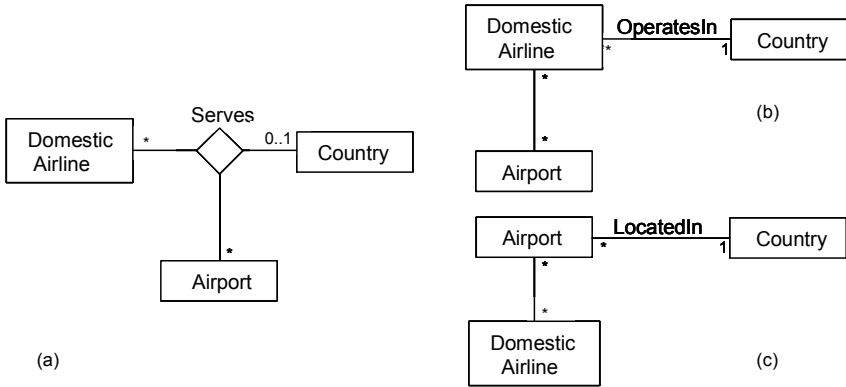 Serves
Domestic
Airline
*
0..1
Country
*
Airport
(a)
Domestic
Airline
OperatesIn
*
1
Country
*
*
Airport
(b)
Airport
LocatedIn
*
1
Country
*
*
Domestic
Airline
(c)